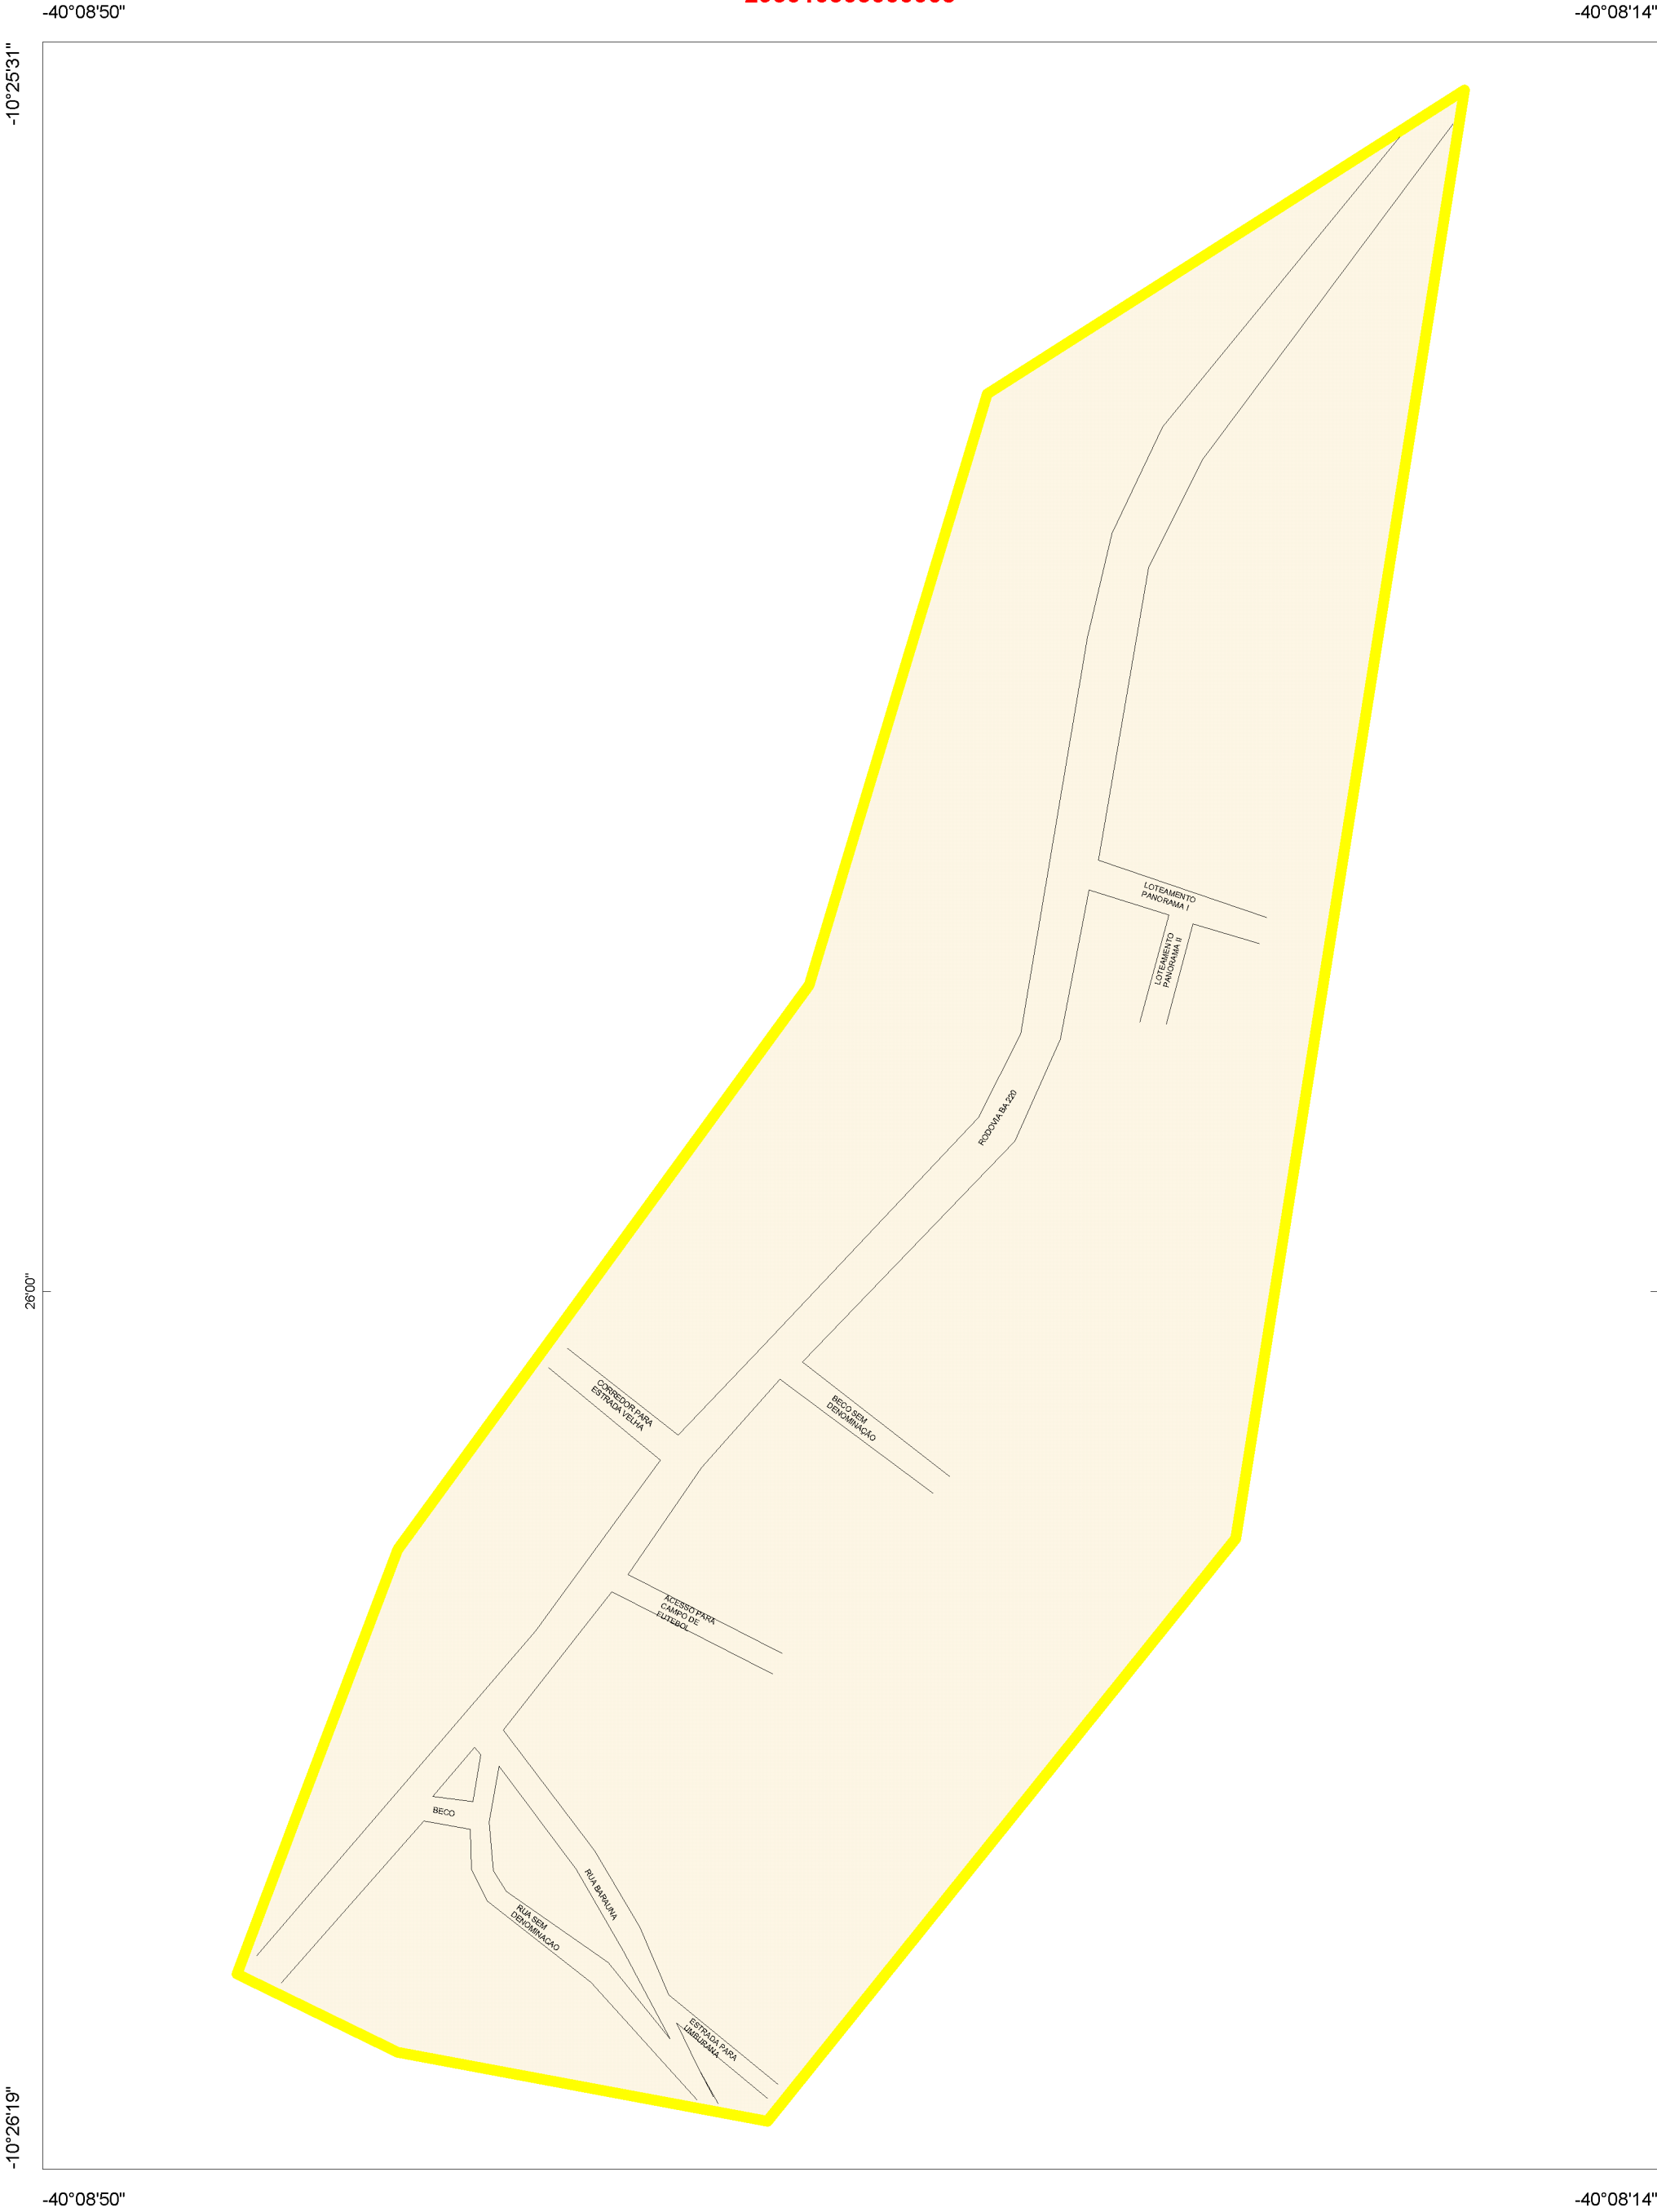 -40°08'50"
-40°08'14"
-10°25'31"
LOTEAMENTO
PANORAMA I
LOTEAMENTO
PANORAMA II
RODOVIA BA 220
26'00"
CORREDOR PARA
ESTRADA VELHA
BECO SEM
DENOMINAÇÃO
ACESSO PARA
CAMPO DE
FUTEBOL
BECO
RUA BARAUNA
RUA SEM
DENOMINACAO
ESTRADA PARA
UMBURANA
-10°26'19"
-40°08'50"
-40°08'14"